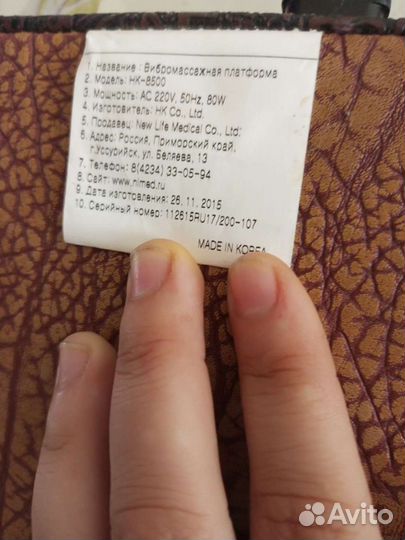 1. Название : Вибромассажная платформа
2. Модель: HK-8500
3. Мощность: AC 220V, 50Hz, 80W
4. Изготовитель: HK Co., Ltd.
5. Продавец: New Life Medical Co., Ltd;
6. Адрес: Россия, Приморский край,
г.Уссурийск, ул. Беляева, 13
7. Телефон: 8(4234) 33-05-94
8. Сайт: www.nlmed.ru
9. Дата изготовления: 26. 11. 2015
10. Серийный номер: 112615RU17/200-107
MADE IN KOREA
Avito